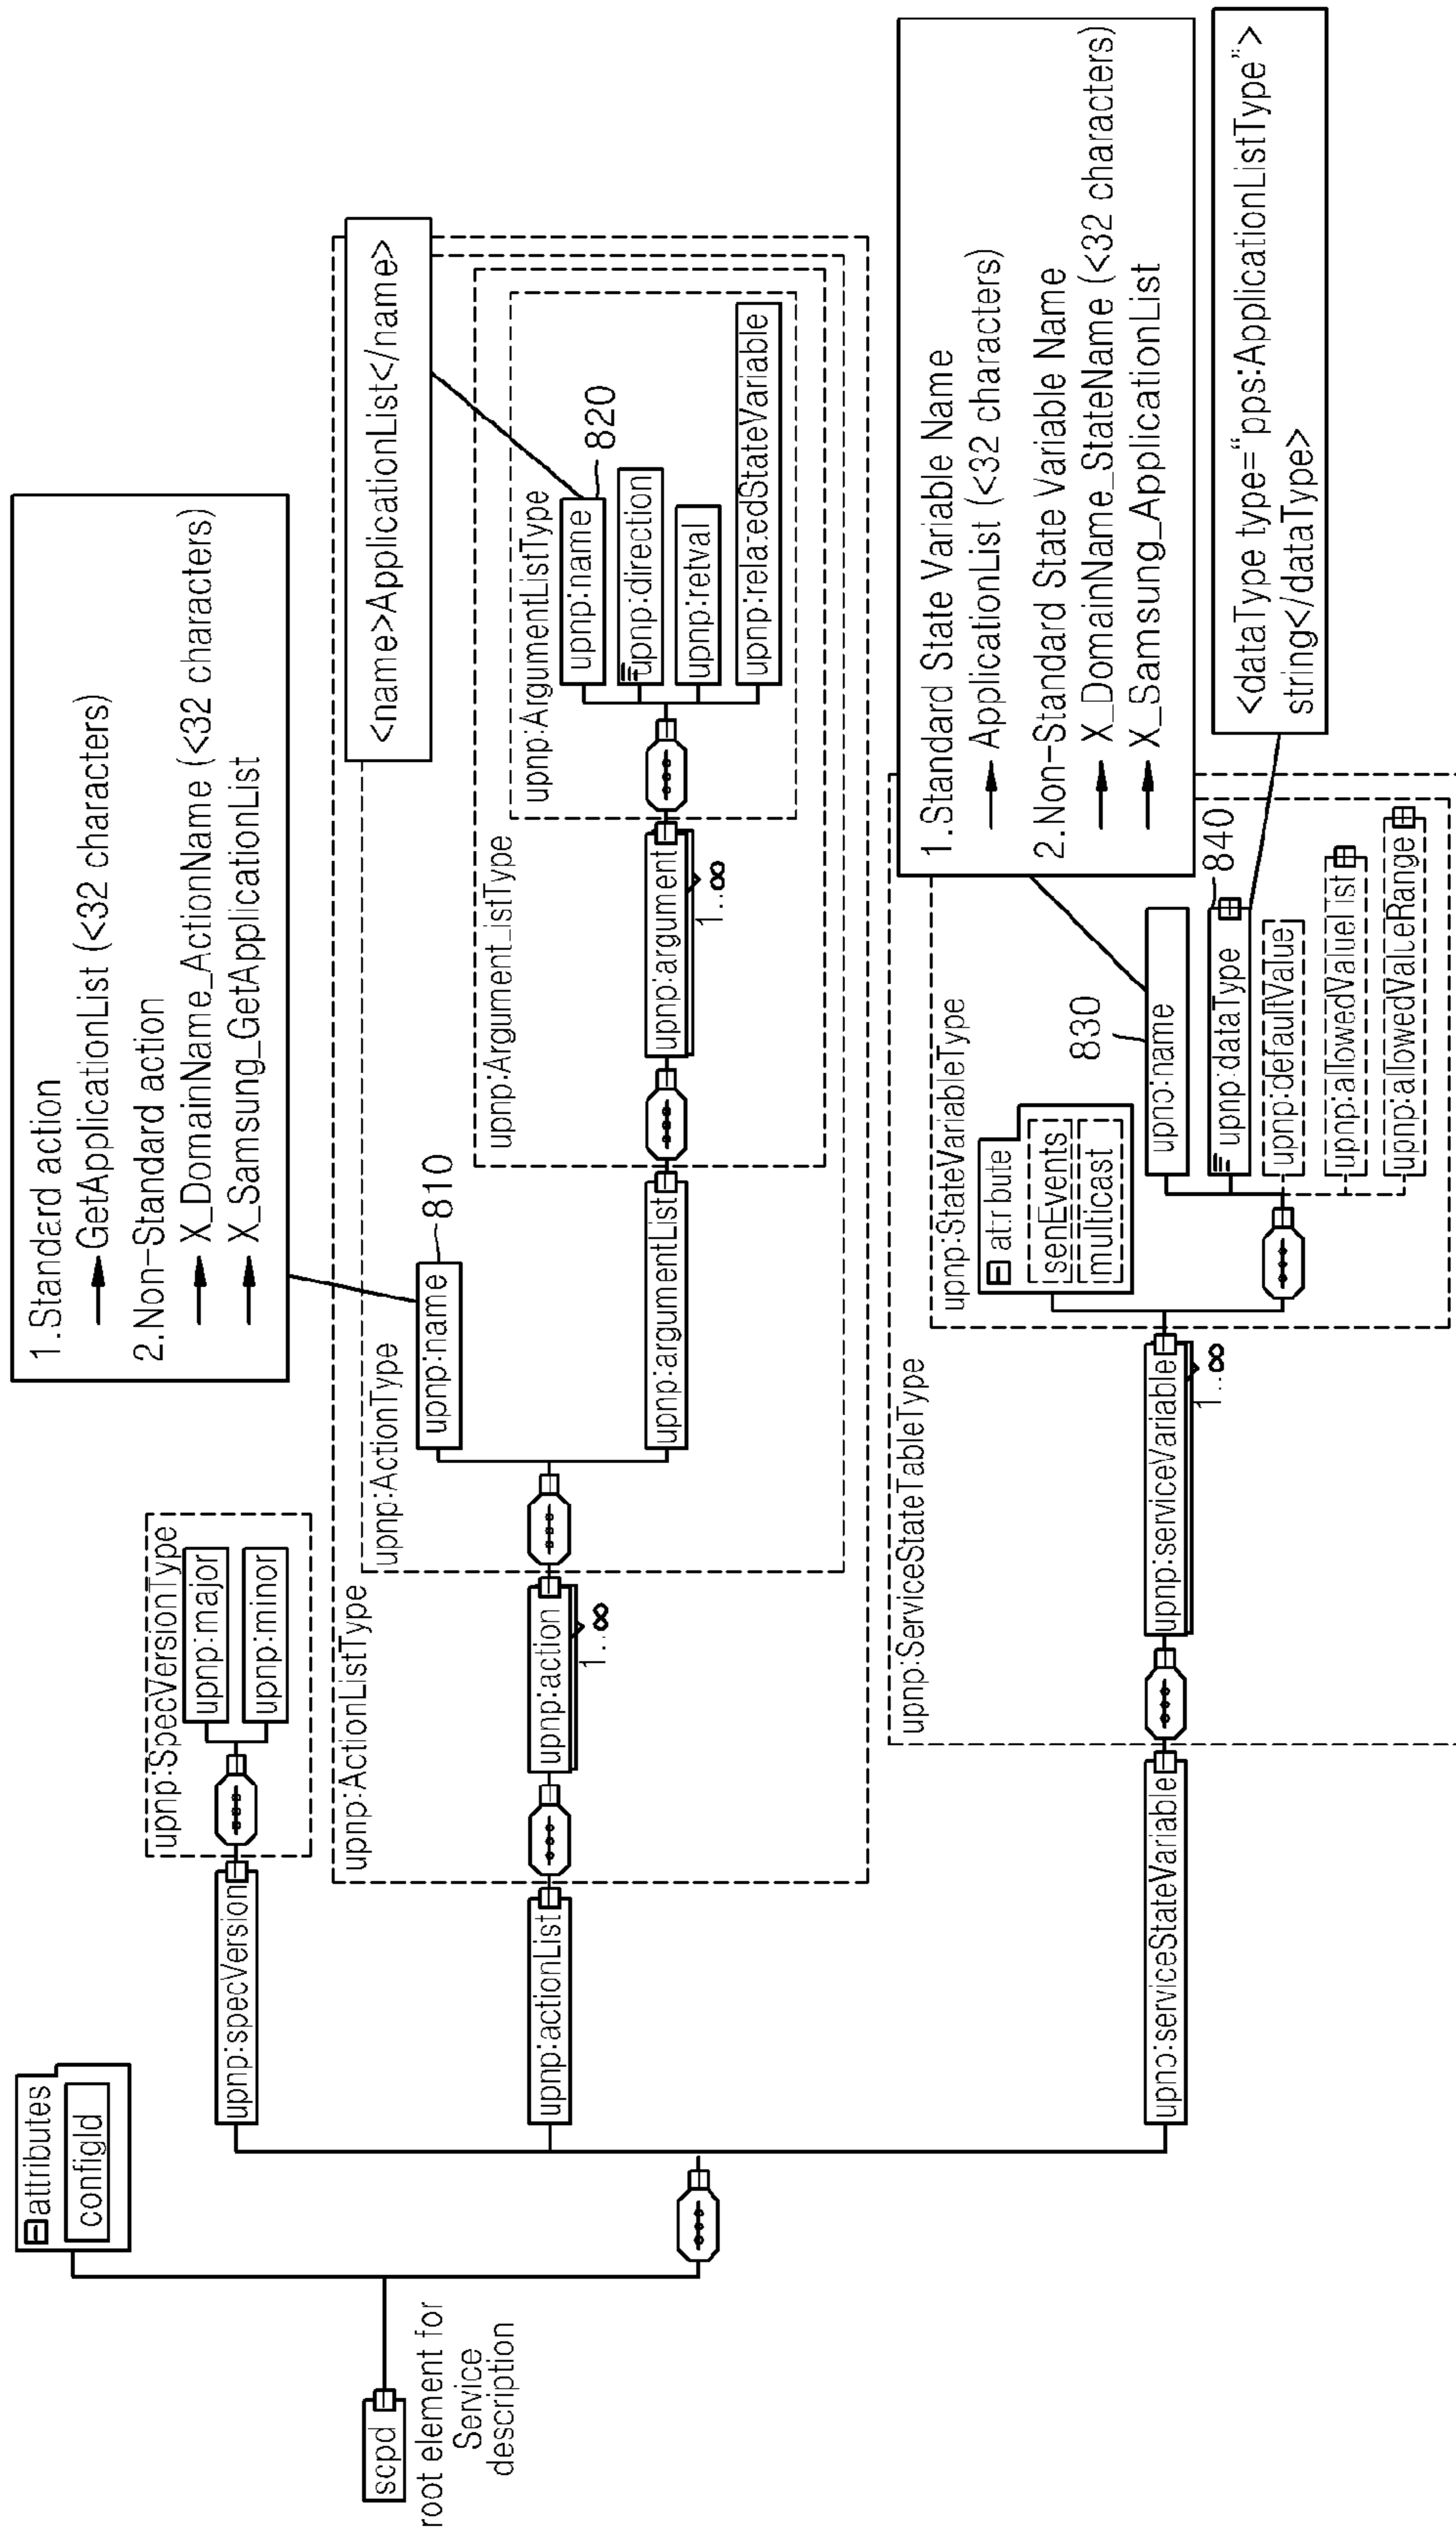 attributes
configId
scpd
root element for
Service
description
upnp:specVersion
upnp:SpecVersionType
upnp:major
upnp:minor
1.Standard action
GetApplicationList (<32 characters)
2.Non-Standard action
X_DomainName_ActionName (<32 characters)
X_Samsung_GetApplicationList
upnp:actionList
upnp:ActionListType
upnp:action
1..∞
upnp:ActionType
upnp:name
810
upnp:argumentList
upnp:Argument_istType
upnp:argument
1..∞
upnp:ArgumentListType
<name>ApplicationList</name>
upnp:name
820
upnp:direction
upnp:retval
upnp:relatedStateVariable
upnp:serviceStateVariable
upnp:ServiceStateTableType
upnp:serviceVariable
1..∞
upnp:StateVariableType
attribute
senEvents
multicast
830
upnp:name
upnp:dataType
840
upnp:defaultValue
upnp:allowedValueList
upnp:allowedValueRange
1.Standard State Variable Name
ApplicationList (<32 characters)
2.Non-Standard State Variable Name
X_DomainName_StateName (<32 characters)
X_Samsung_ApplicationList
<dataType type="pps:ApplicationListType">
string</dataType>